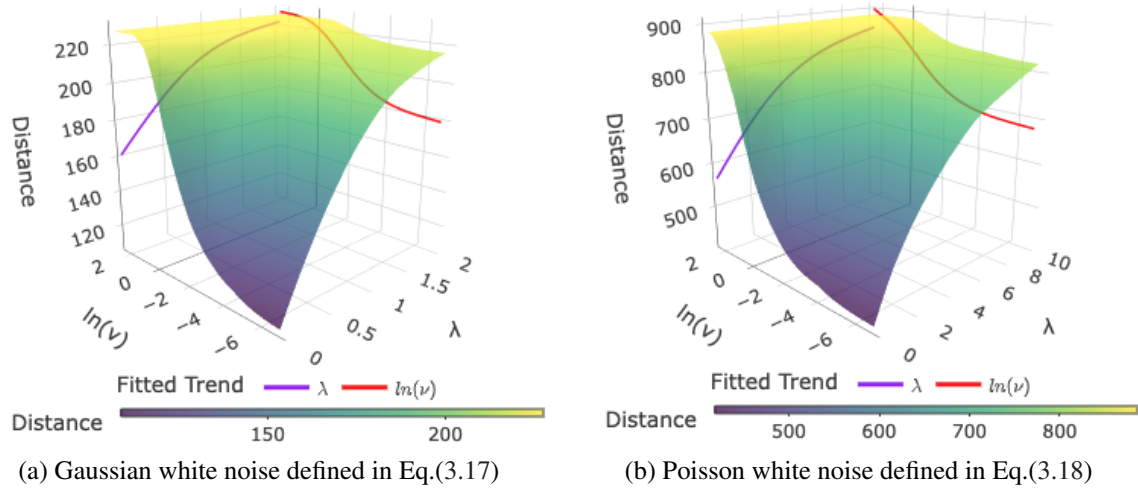 220
200
180
160
140
120
Distance
2
0
−2
−4
−6
ln(v)
0
0.5
1
1.5
2
λ
Fitted Trend λ ln(ν)
Distance
150 200
(a) Gaussian white noise defined in Eq.(3.17)
900
800
700
600
500
Distance
2
0
−2
−4
−6
ln(v)
0
2
4
6
8
10
λ
Fitted Trend λ ln(ν)
Distance
500 600 700 800
(b) Poisson white noise defined in Eq.(3.18)